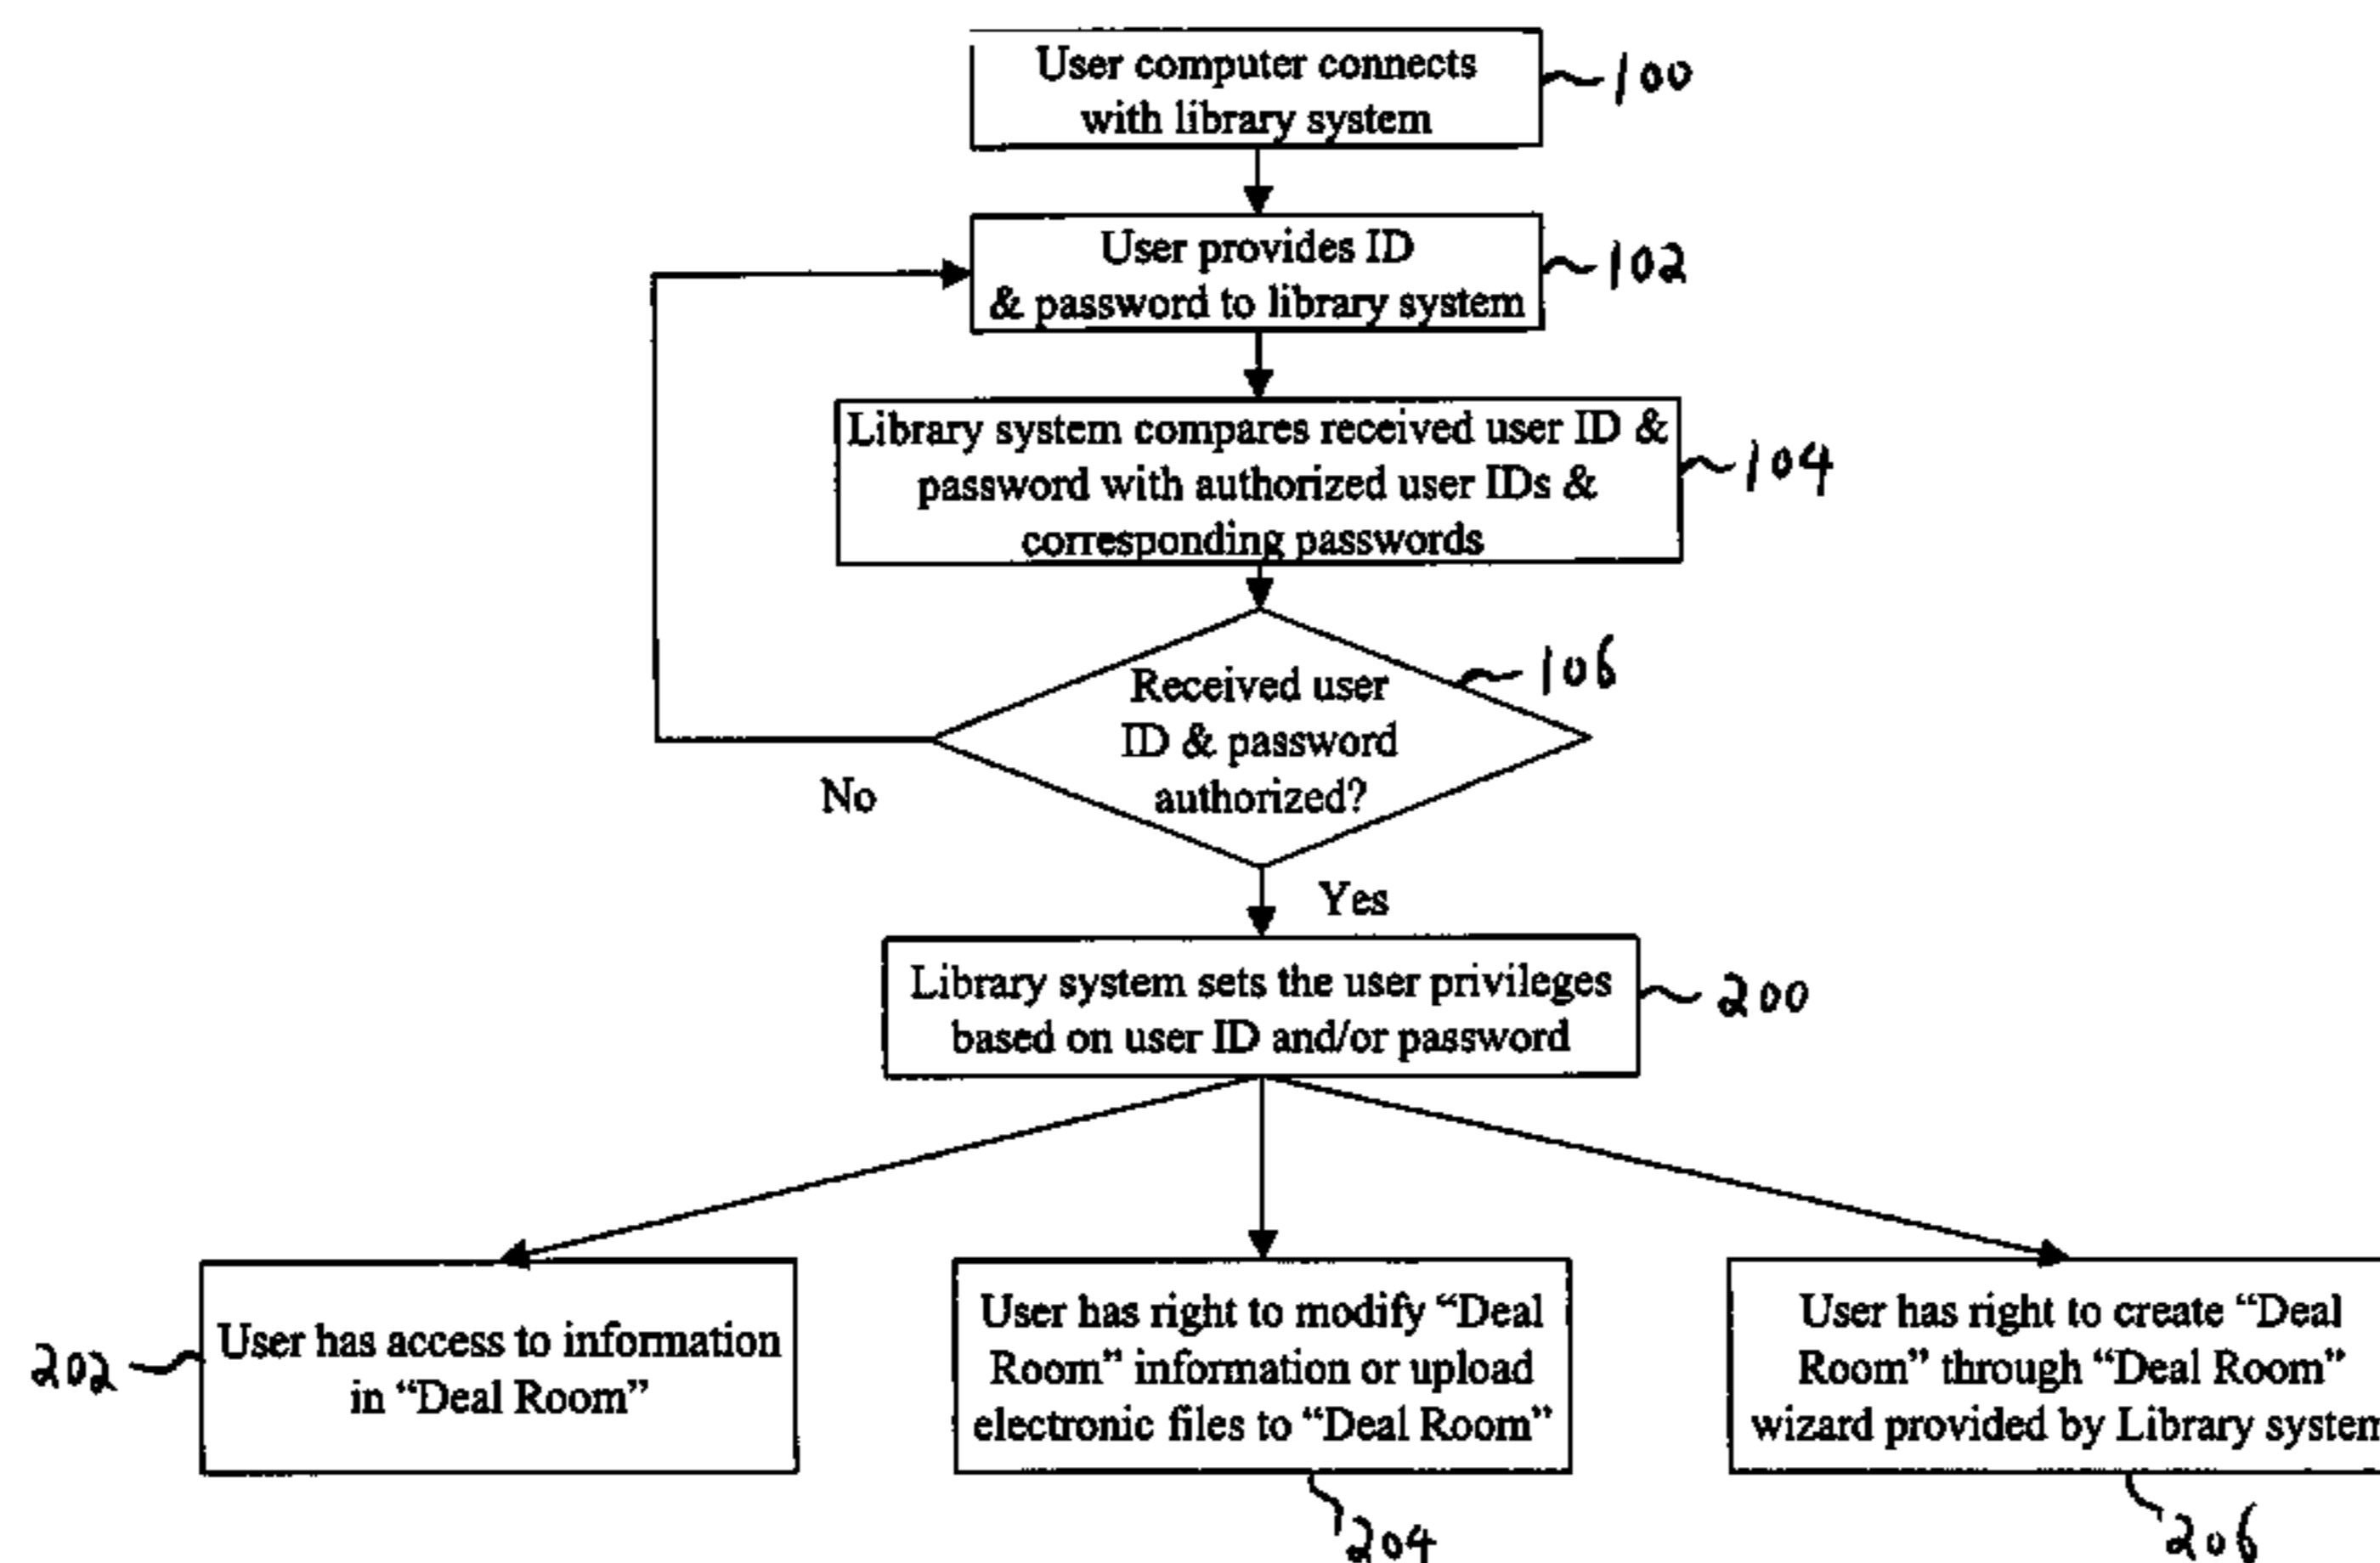 User computer connects
with library system
100
User provides ID
& password to library system
102
Library system compares received user ID &
password with authorized user IDs &
corresponding passwords
104
Received user
ID & password
authorized?
106
No
Yes
Library system sets the user privileges
based on user ID and/or password
200
User has access to information
in “Deal Room”
202
User has right to modify “Deal
Room” information or upload
electronic files to “Deal Room”
204
User has right to create “Deal
Room” through “Deal Room”
wizard provided by Library system
206